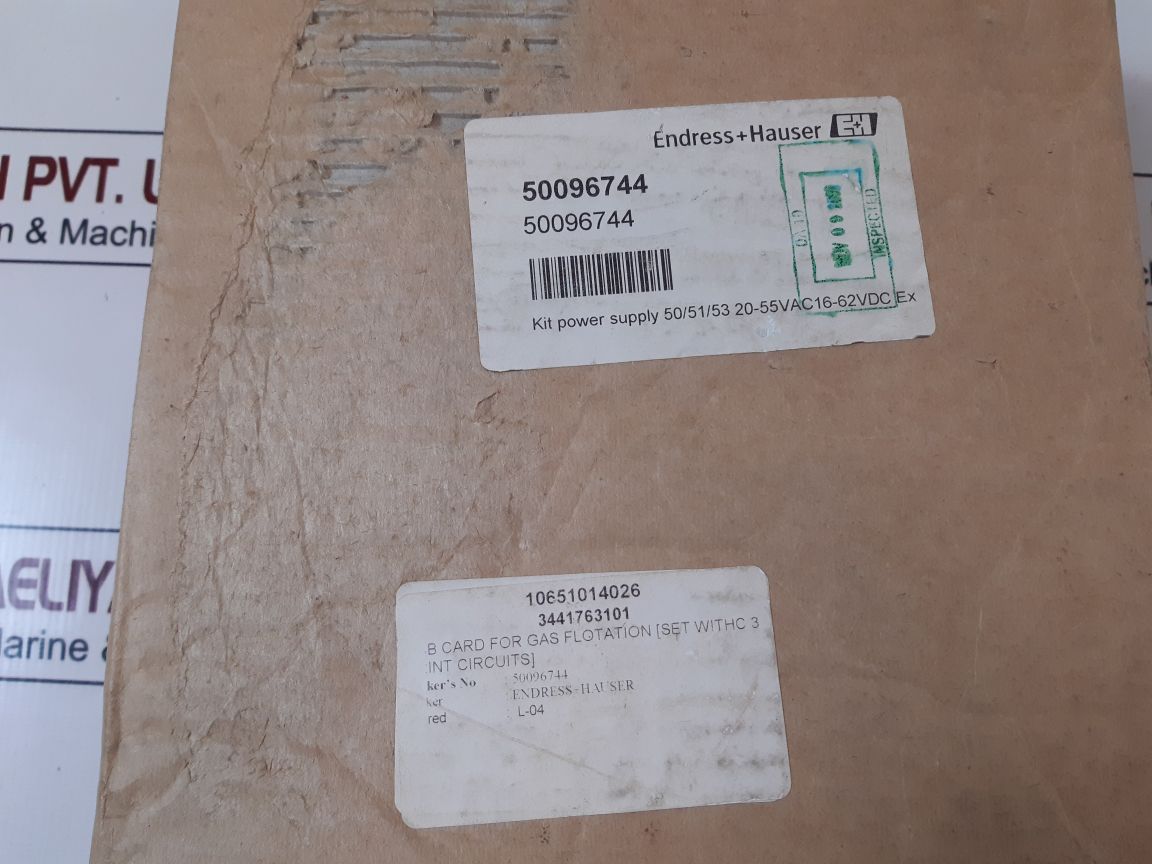 PVT.
& Machi
Endress+Hauser E+H
50096744
50096744
INSPECTED
Kit power supply 50/51/53 20-55VAC16-62VDC Ex
AELIYA
arine &
10651014026
3441763101
B CARD FOR GAS FLOTATION [SET WITHC 3
INT CIRCUITS]
ker's No : 50096744
ker : ENDRESS+HAUSER
red : L-04